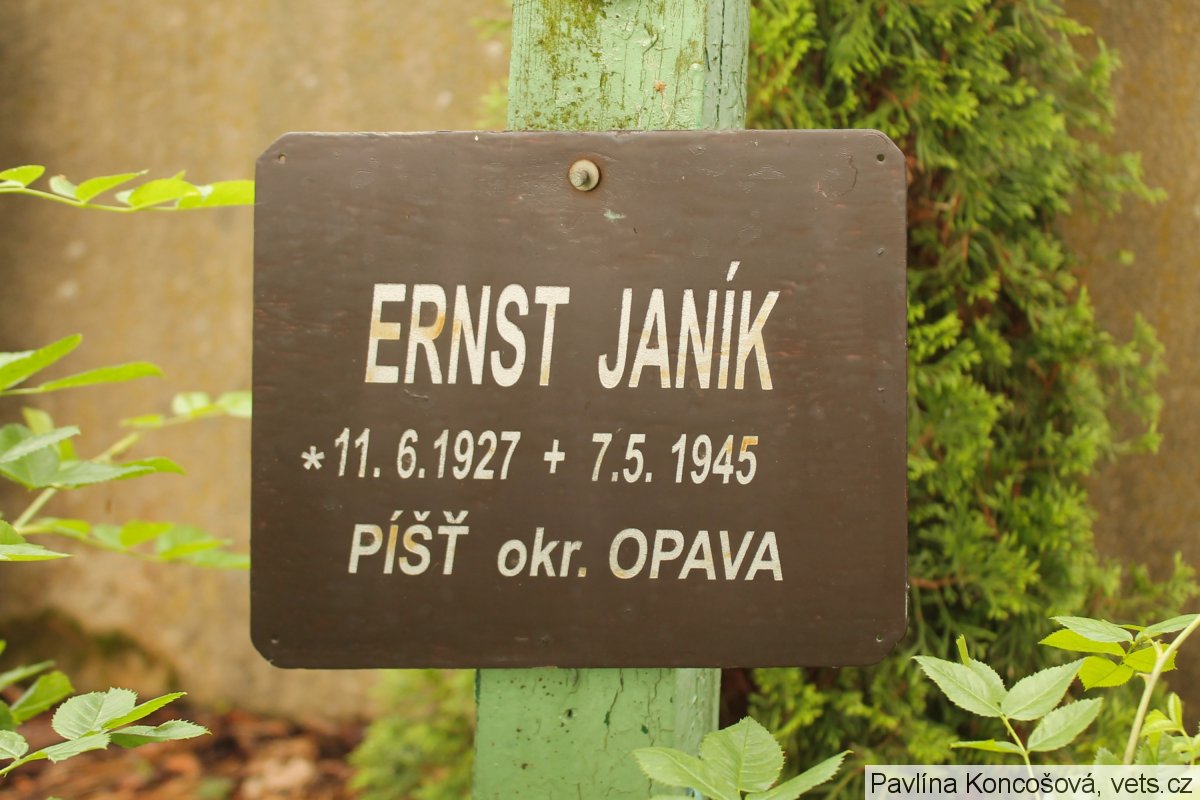 ERNST JANÍK
*11. 6.1927 + 7.5. 1945
PÍŠŤ okr. OPAVA
Pavlína Koncošová, vets.cz